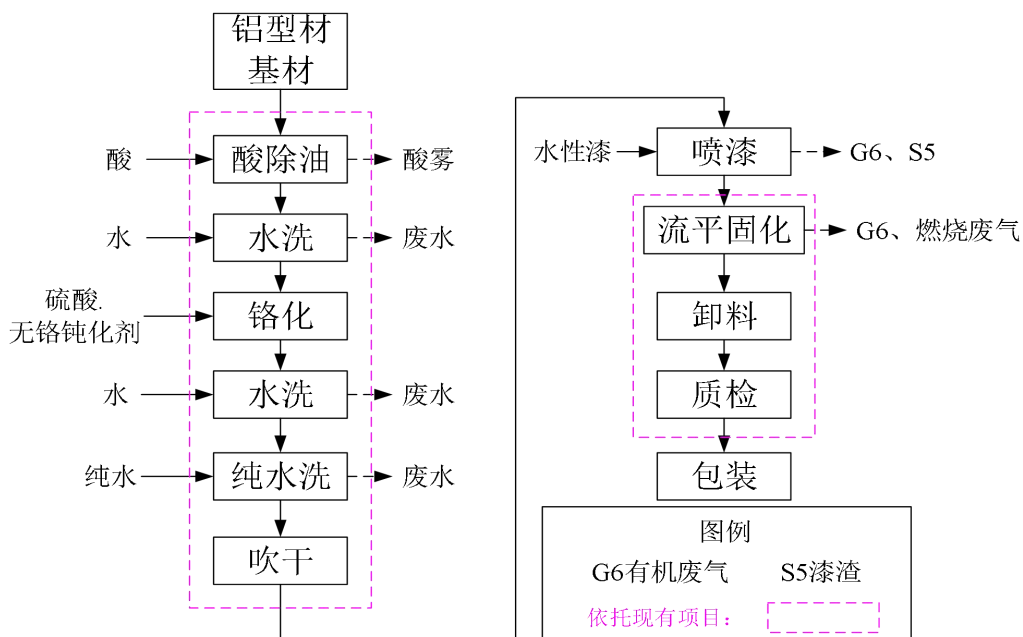 铝型材
基材
酸
酸除油
酸雾
水
水洗
废水
硫酸.
无铬钝化剂
铬化
水
水洗
废水
纯水
纯水洗
废水
吹干
水性漆
喷漆
G6、S5
流平固化
G6、燃烧废气
卸料
质检
包装
图例
G6有机废气 S5漆渣
依托现有项目：